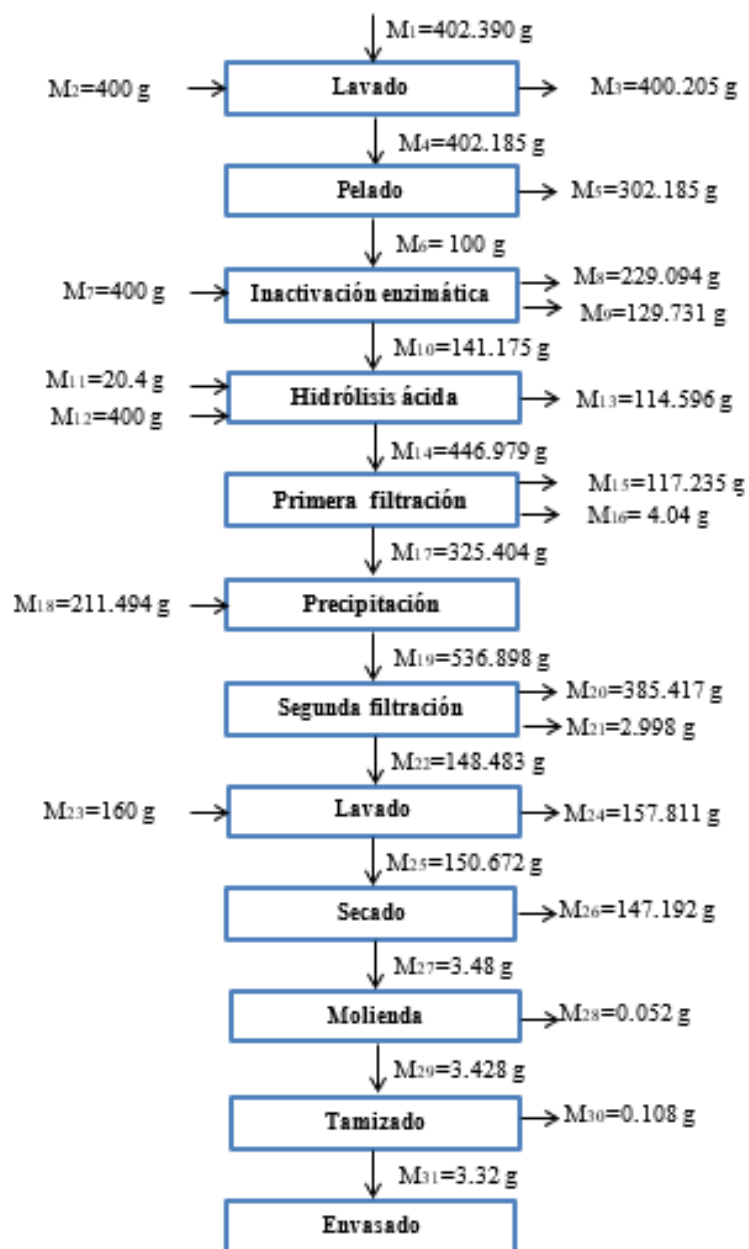 M1=402.390 g
M2=400 g
Lavado
M3=400.205 g
M4=402.185 g
Pelado
M5=302.185 g
M6= 100 g
M7=400 g
Inactivación enzimática
M8=229.094 g
M9=129.731 g
M10=141.175 g
M11=20.4 g
M12=400 g
Hidrólisis ácida
M13=114.596 g
M14=446.979 g
Primera filtración
M15=117.235 g
M16= 4.04 g
M17=325.404 g
M18=211.494 g
Precipitación
M19=536.898 g
Segunda filtración
M20=385.417 g
M21=2.998 g
M22=148.483 g
M23=160 g
Lavado
M24=157.811 g
M25=150.672 g
Secado
M26=147.192 g
M27=3.48 g
Molienda
M28=0.052 g
M29=3.428 g
Tamizado
M30=0.108 g
M31=3.32 g
Envasado